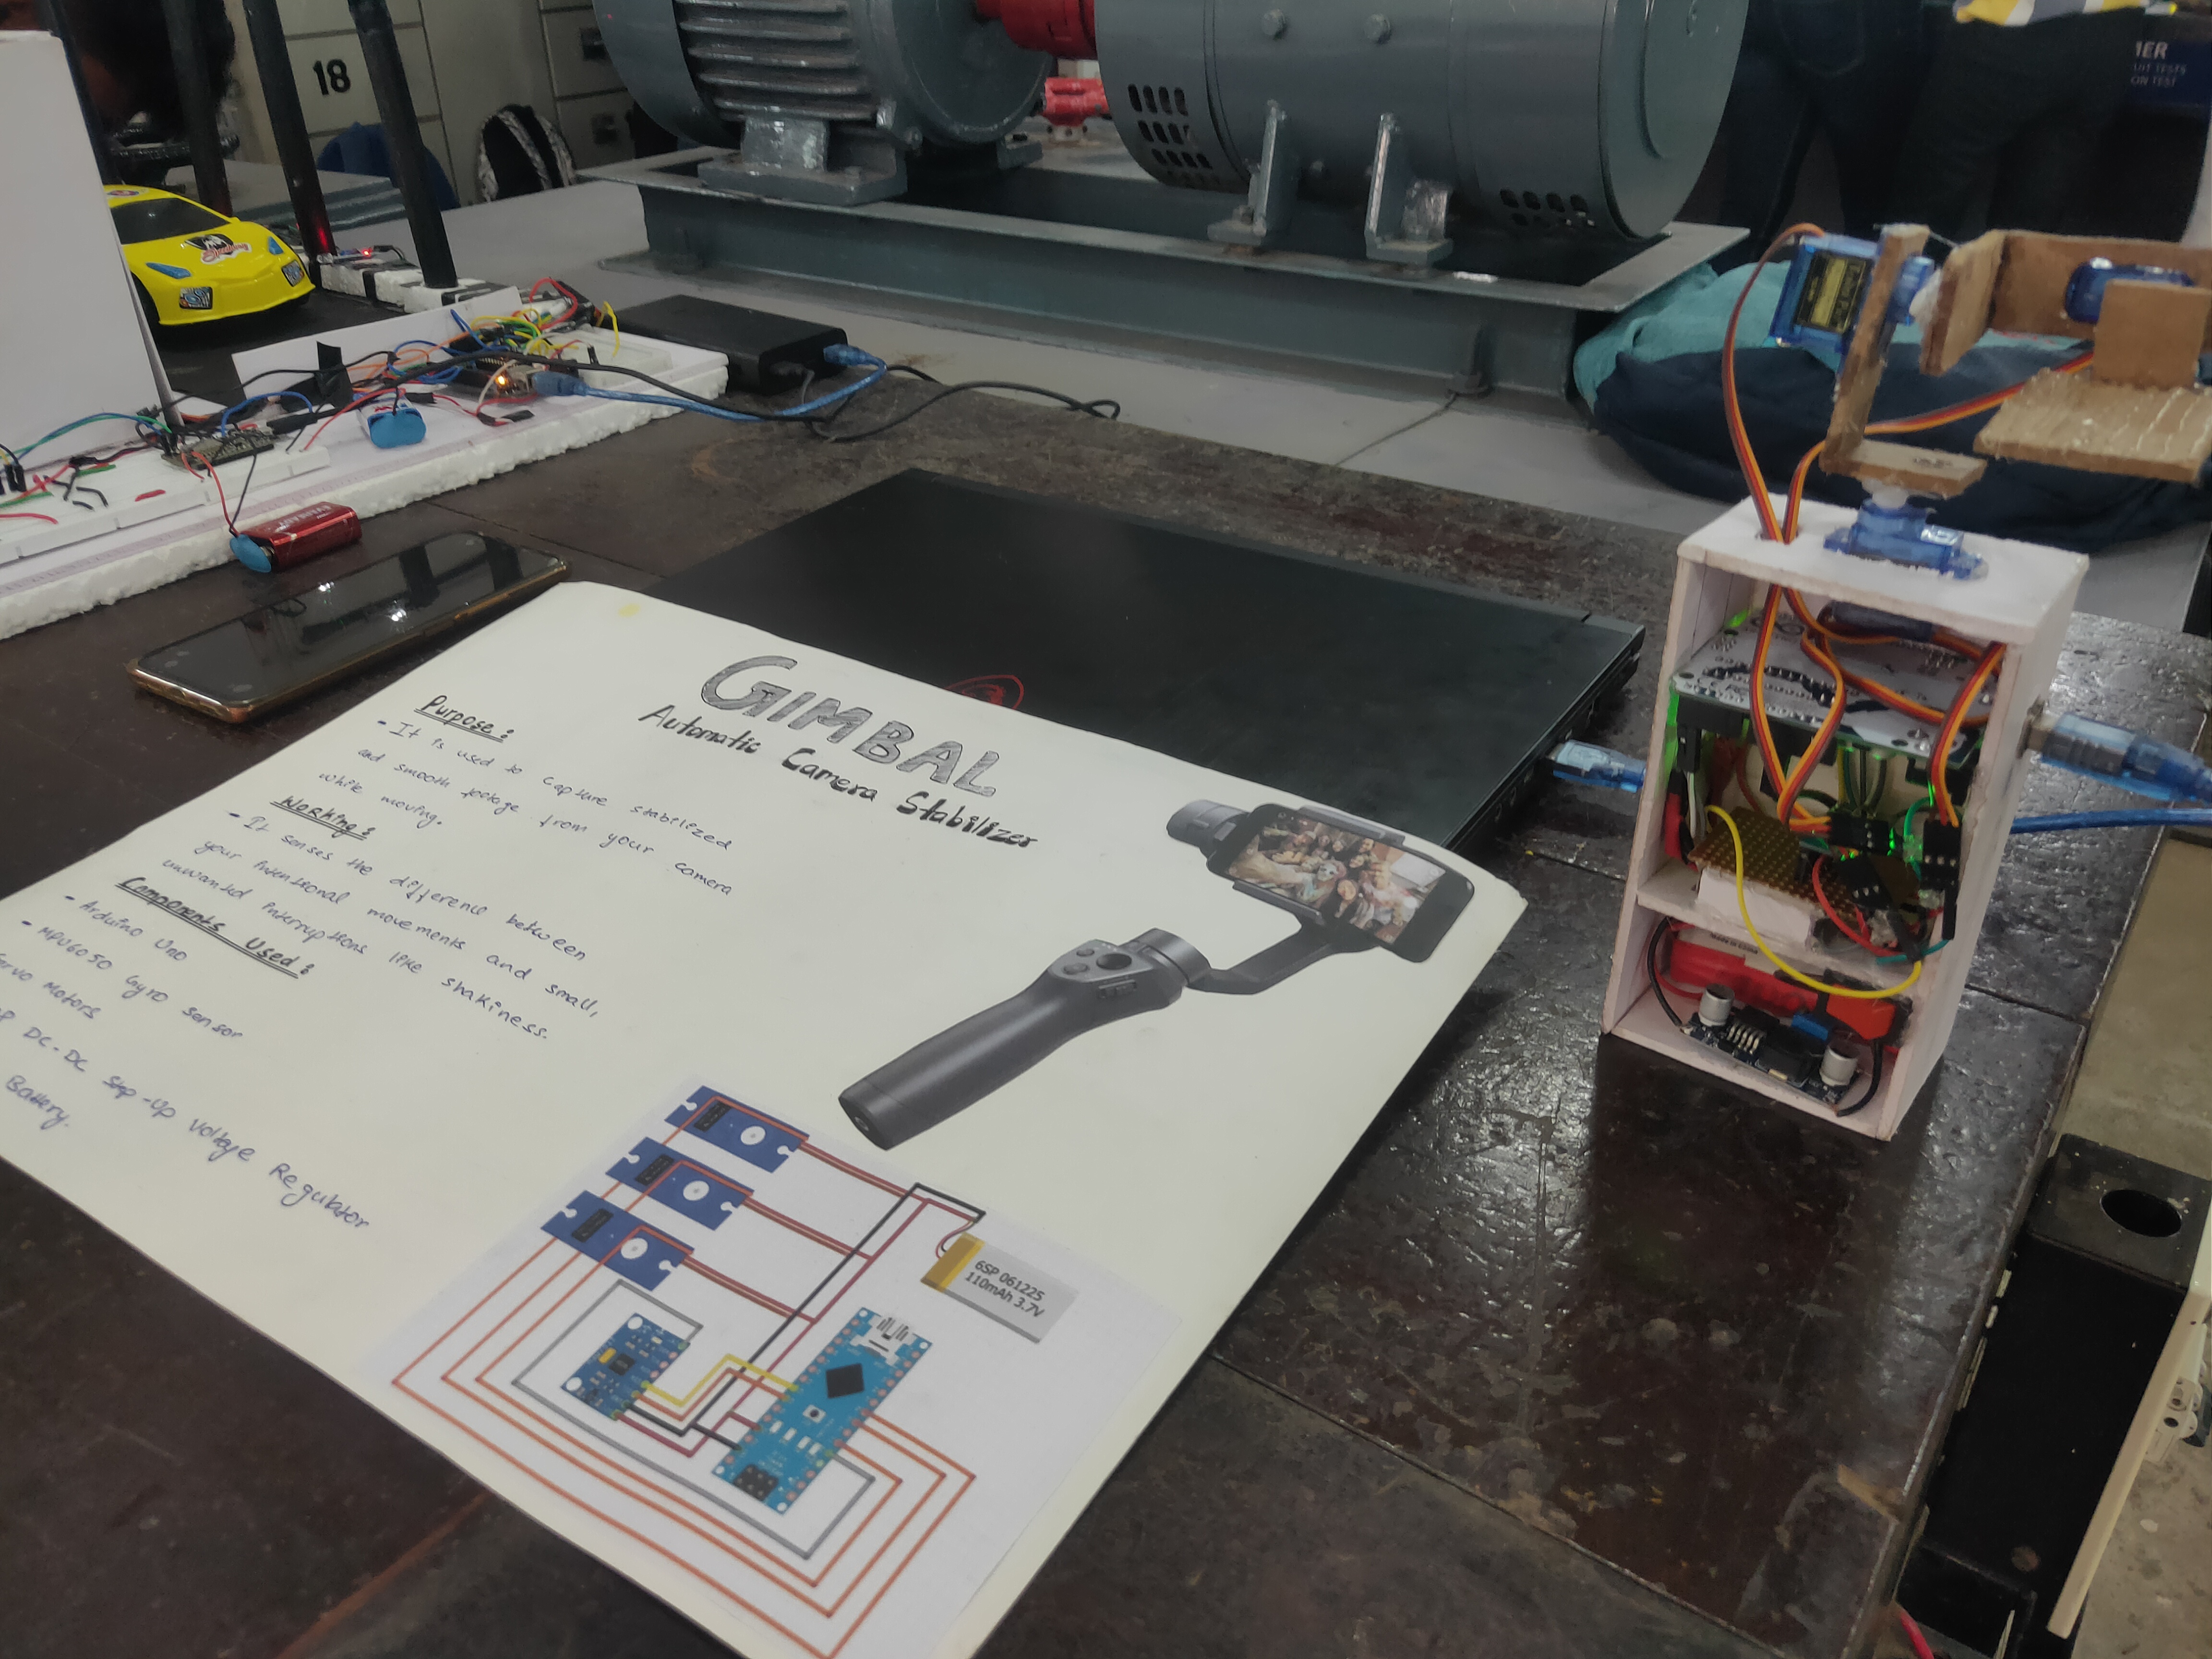 18
GIMBAL
Automatic Camera Stabilizer
Purpose:
- It is used to capture stabilized
and smooth footage from your camera
while moving.
Working:
- It senses the difference between
your intentional movements and small,
unwanted interruptions like shakiness.
Components Used:
- Arduino Uno
- MPU6050 Gyro sensor
Servo Motors
DC-DC Step-Up Voltage Regulator
Battery.
6SP 061225
110mAh 3.7V